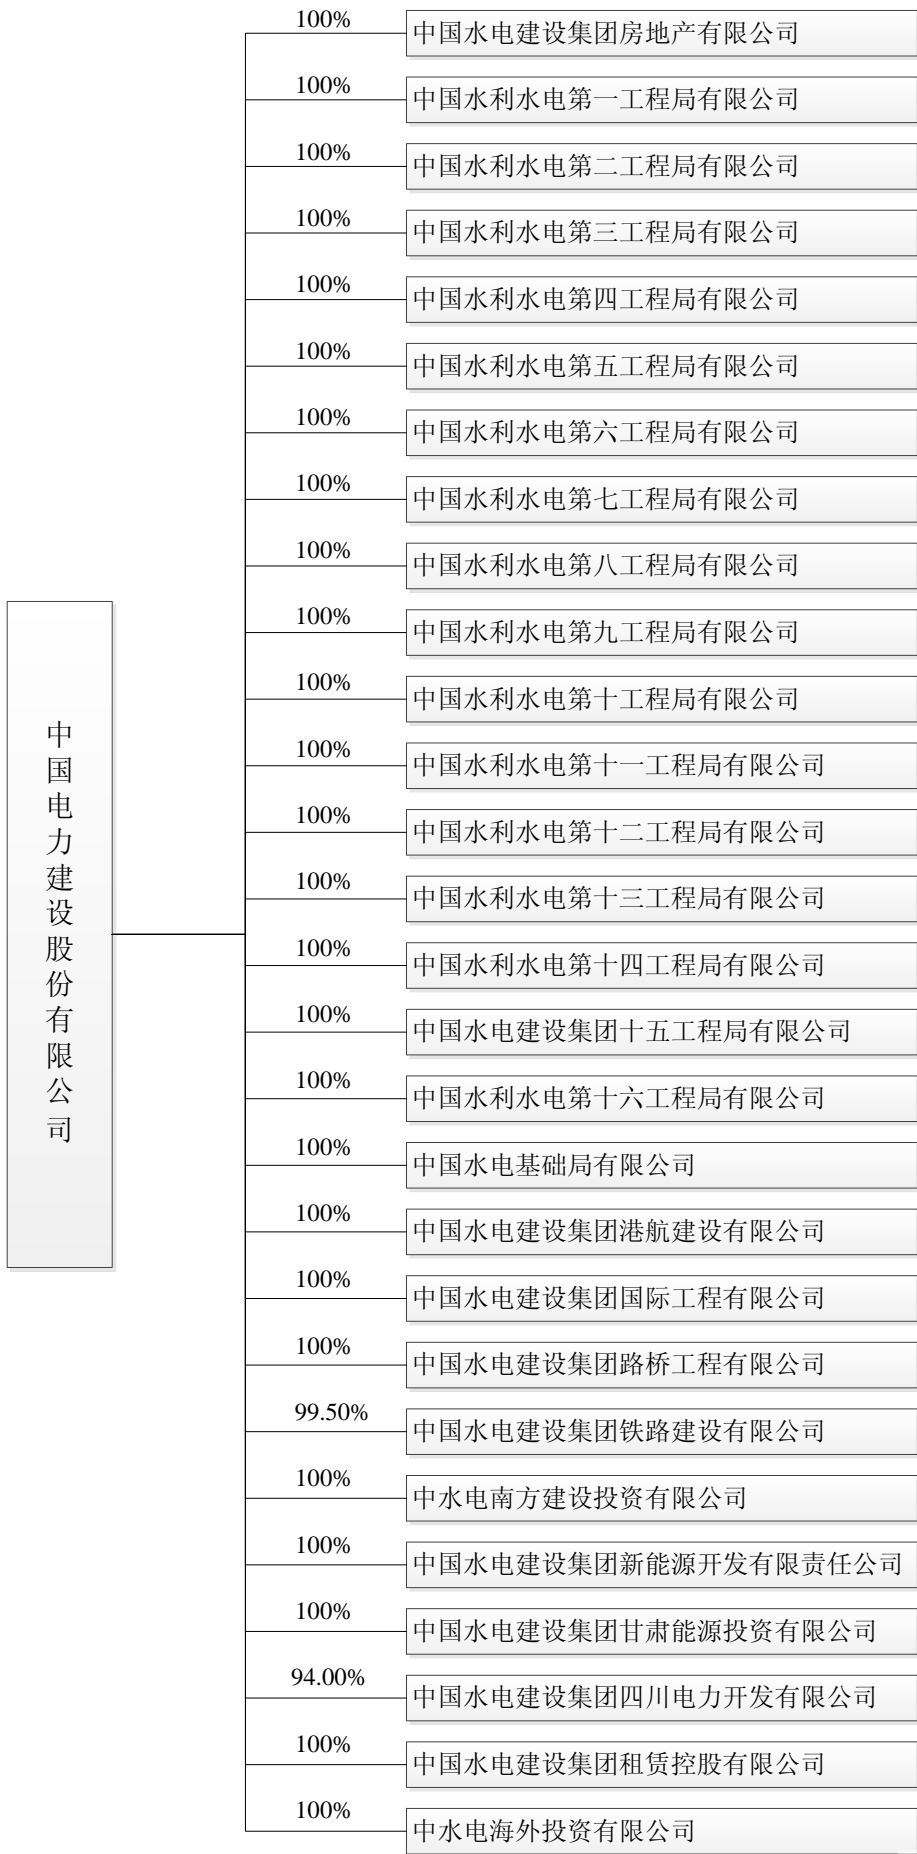 中国电力建设股份有限公司
100%
中国水电建设集团房地产有限公司
100%
中国水利水电第一工程局有限公司
100%
中国水利水电第二工程局有限公司
100%
中国水利水电第三工程局有限公司
100%
中国水利水电第四工程局有限公司
100%
中国水利水电第五工程局有限公司
100%
中国水利水电第六工程局有限公司
100%
中国水利水电第七工程局有限公司
100%
中国水利水电第八工程局有限公司
100%
中国水利水电第九工程局有限公司
100%
中国水利水电第十工程局有限公司
100%
中国水利水电第十一工程局有限公司
100%
中国水利水电第十二工程局有限公司
100%
中国水利水电第十三工程局有限公司
100%
中国水利水电第十四工程局有限公司
100%
中国水电建设集团十五工程局有限公司
100%
中国水利水电第十六工程局有限公司
100%
中国水电基础局有限公司
100%
中国水电建设集团港航建设有限公司
100%
中国水电建设集团国际工程有限公司
100%
中国水电建设集团路桥工程有限公司
99.50%
中国水电建设集团铁路建设有限公司
100%
中水电南方建设投资有限公司
100%
中国水电建设集团新能源开发有限责任公司
100%
中国水电建设集团甘肃能源投资有限公司
94.00%
中国水电建设集团四川电力开发有限公司
100%
中国水电建设集团租赁控股有限公司
100%
中水电海外投资有限公司